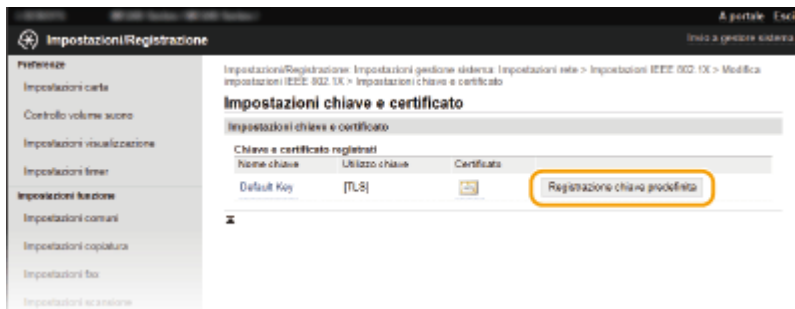 A portale Esci
Impostazioni/Registrazione
Invio a gestore sistema
Preferenze
Impostazioni carta
Controllo volume suono
Impostazioni visualizzazione
Impostazioni timer
Impostazioni funzione
Impostazioni comuni
Impostazioni copiatura
Impostazioni fax
Impostazioni scansione
Impostazioni/Registrazione: Impostazioni gestione sistema: Impostazioni rete > Impostazioni IEEE 802.1X > Modifica
impostazioni IEEE 802.1X > Impostazioni chiave e certificato
Impostazioni chiave e certificato
Impostazioni chiave e certificato
Chiave e certificato registrati
Nome chiave Utilizzo chiave Certificato
Default Key [TLS] Registrazione chiave predefinita